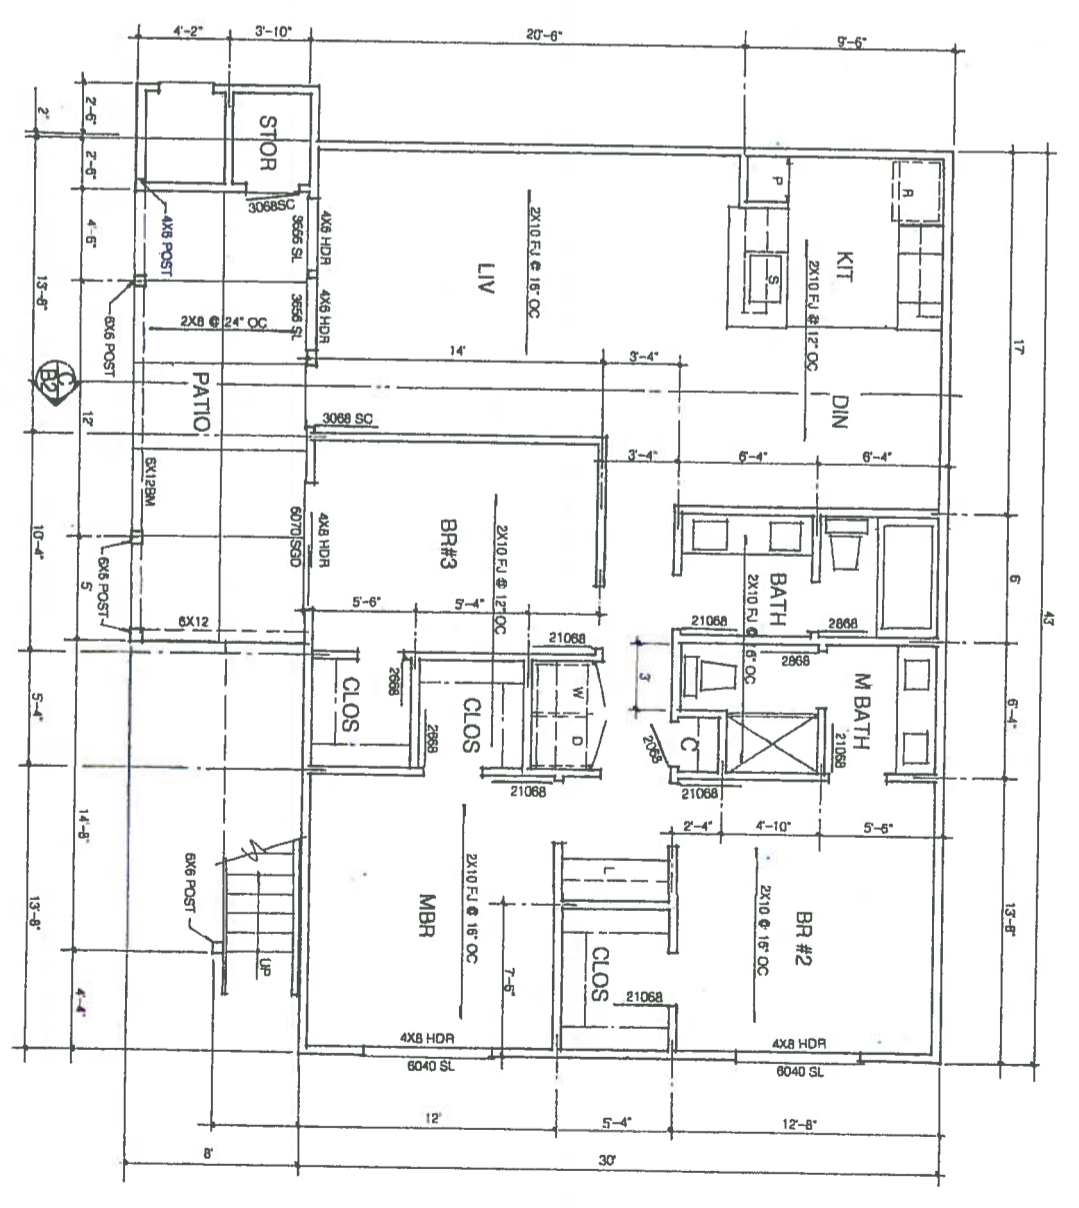 4'-2"
3'-10"
20'-6"
9'-6"
2'-6"
2"
2'-6"
STOR
3068SC
P
R
4X6 POST
3656 SL
4X6 HDR
4'-6"
13'-8"
LIV
2X10 FJ @ 16" OC
KIT
2X10 FJ @ 12" OC
S
17'
6X6 POST
2X8 @ 24" OC
3656 SL
4X6 HDR
14'
3'-4"
C
B2
12'
PATIO
3068 SC
DIN
3'-4"
6'-4"
6'-4"
6X12BM
10'-4"
6070 SGD
4X8 HDR
BR#3
2X10 FJ @ 12" OC
BATH
2X10 FJ @ 16" OC
6'
43'
6X6 POST
5'
6X12
5'-6"
5'-4"
21068
21068
2868
2868
5'-4"
CLOS
2668
CLOS
2868
W
D
3'
C
2068
M BATH
21068
6'-4"
21068
21068
14'-8"
2'-4"
4'-10"
5'-6"
6X6 POST
UP
13'-8"
MBR
2X10 FJ @ 16" OC
L
7'-6"
CLOS
21068
BR #2
2X10 @ 16" OC
13'-8"
4'-4"
4X8 HDR
6040 SL
4X8 HDR
6040 SL
12'
5'-4"
12'-8"
8'
30'